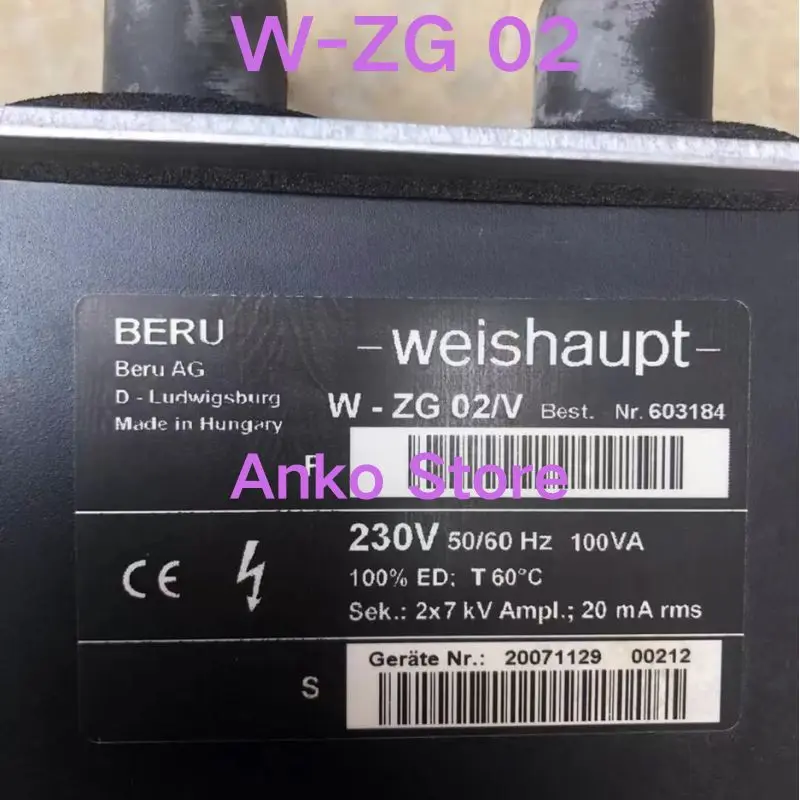 W-ZG 02
BERU
Beru AG
D - Ludwigsburg
Made in Hungary
-weishaupt-
W - ZG 02/V Best. Nr. 603184
P
Anko Store
230V 50/60 Hz 100VA
100% ED; T 60°C
Sek.: 2x7 kV Ampl.; 20 mA rms
CE
S
Geräte Nr.: 20071129 00212